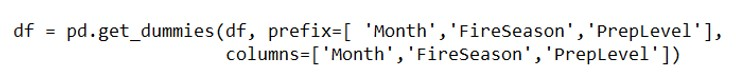 df = pd.get_dummies(df, prefix=[ 'Month','FireSeason','PrepLevel'],
columns=['Month','FireSeason','PrepLevel'])